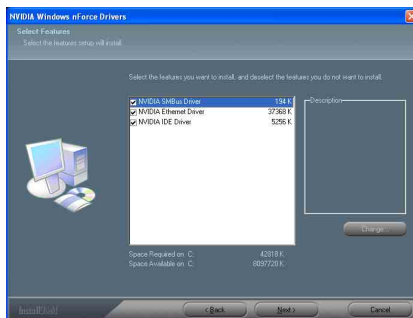 NVIDIA Windows nForce Drivers
Select Features
Select the features setup will install.
Select the features you want to install, and deselect the features you do not want to install.
NVIDIA SMBus Driver 194 K
NVIDIA Ethernet Driver 37368 K
NVIDIA IDE Driver 5256 K
Description
Change...
Space Required on C: 42818 K
Space Available on C: 8097720 K
InstallShield
< Back
Next >
Cancel